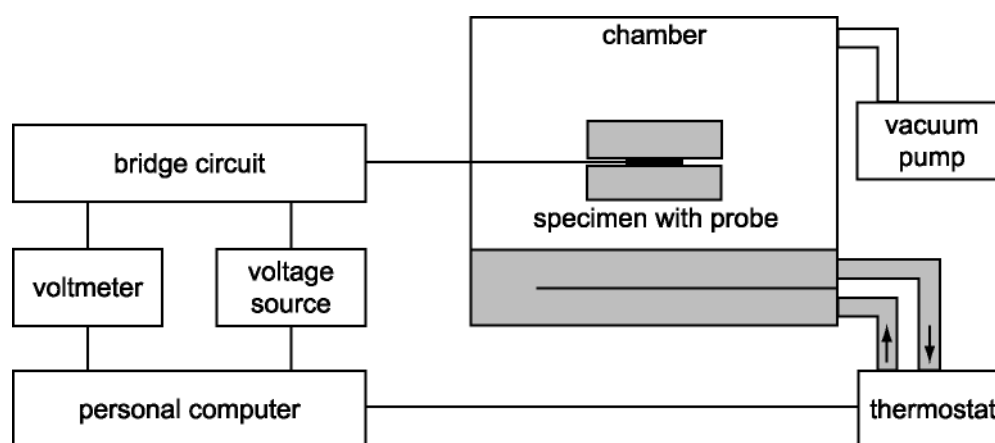 chamber
vacuum
pump
bridge circuit
specimen with probe
voltmeter
voltage
source
personal computer
thermostat